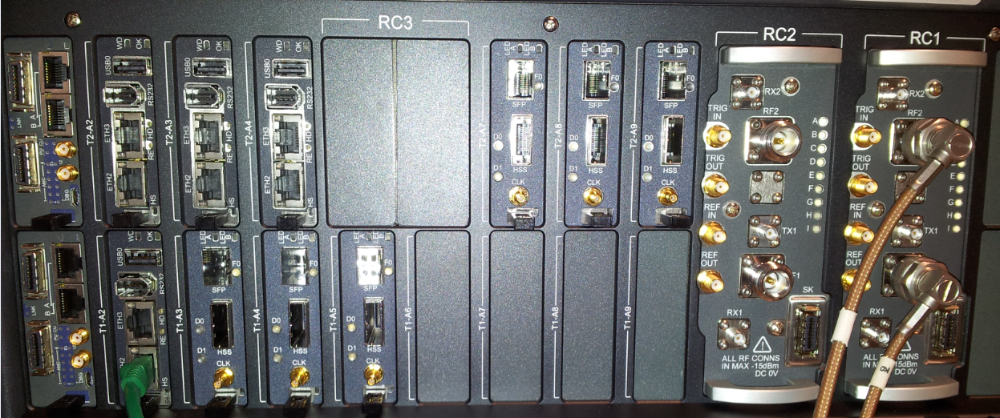 RC3
RC2
RC1
LNK
B A
DBG
T2-A2
WD
OK
USB0
RS232
ETH3
HD
RE
ETH2
HS
T2-A3
WD
OK
USB0
RS232
ETH3
HD
RE
ETH2
HS
T2-A4
WD
OK
USB0
RS232
ETH3
HD
RE
ETH2
HS
T2-A7
LED
A
LED
B
F0
SFP
D0
HSS
D1
CLK
T2-A8
LED
A
LED
B
F0
SFP
D0
HSS
D1
CLK
T2-A9
LED
A
LED
B
F0
SFP
D0
HSS
D1
CLK
RX2
TRIG
IN
RF2
A
B
C
D
E
F
G
H
I
TRIG
OUT
REF
IN
TX1
REF
OUT
F1
SK
RX1
ALL RF CONNS
IN MAX -15dBm
DC 0V
RX2
TRIG
IN
RF2
A
E
F
G
H
I
TRIG
OUT
REF
IN
TX1
REF
OUT
RX1
ALL RF CONNS
IN MAX -15dBm
DC 0V
LNK
B A
DBG
T1-A2
WD
OK
USB0
RS232
ETH3
HD
RE
H2
HS
T1-A3
LED
A
LED
B
F0
SFP
D0
HSS
D1
CLK
T1-A4
LED
A
LED
B
F0
SFP
D0
HSS
D1
CLK
T1-A5
LED
A
LED
B
F0
SFP
D0
HSS
D1
CLK
T1-A6
T1-A7
T1-A8
T1-A9